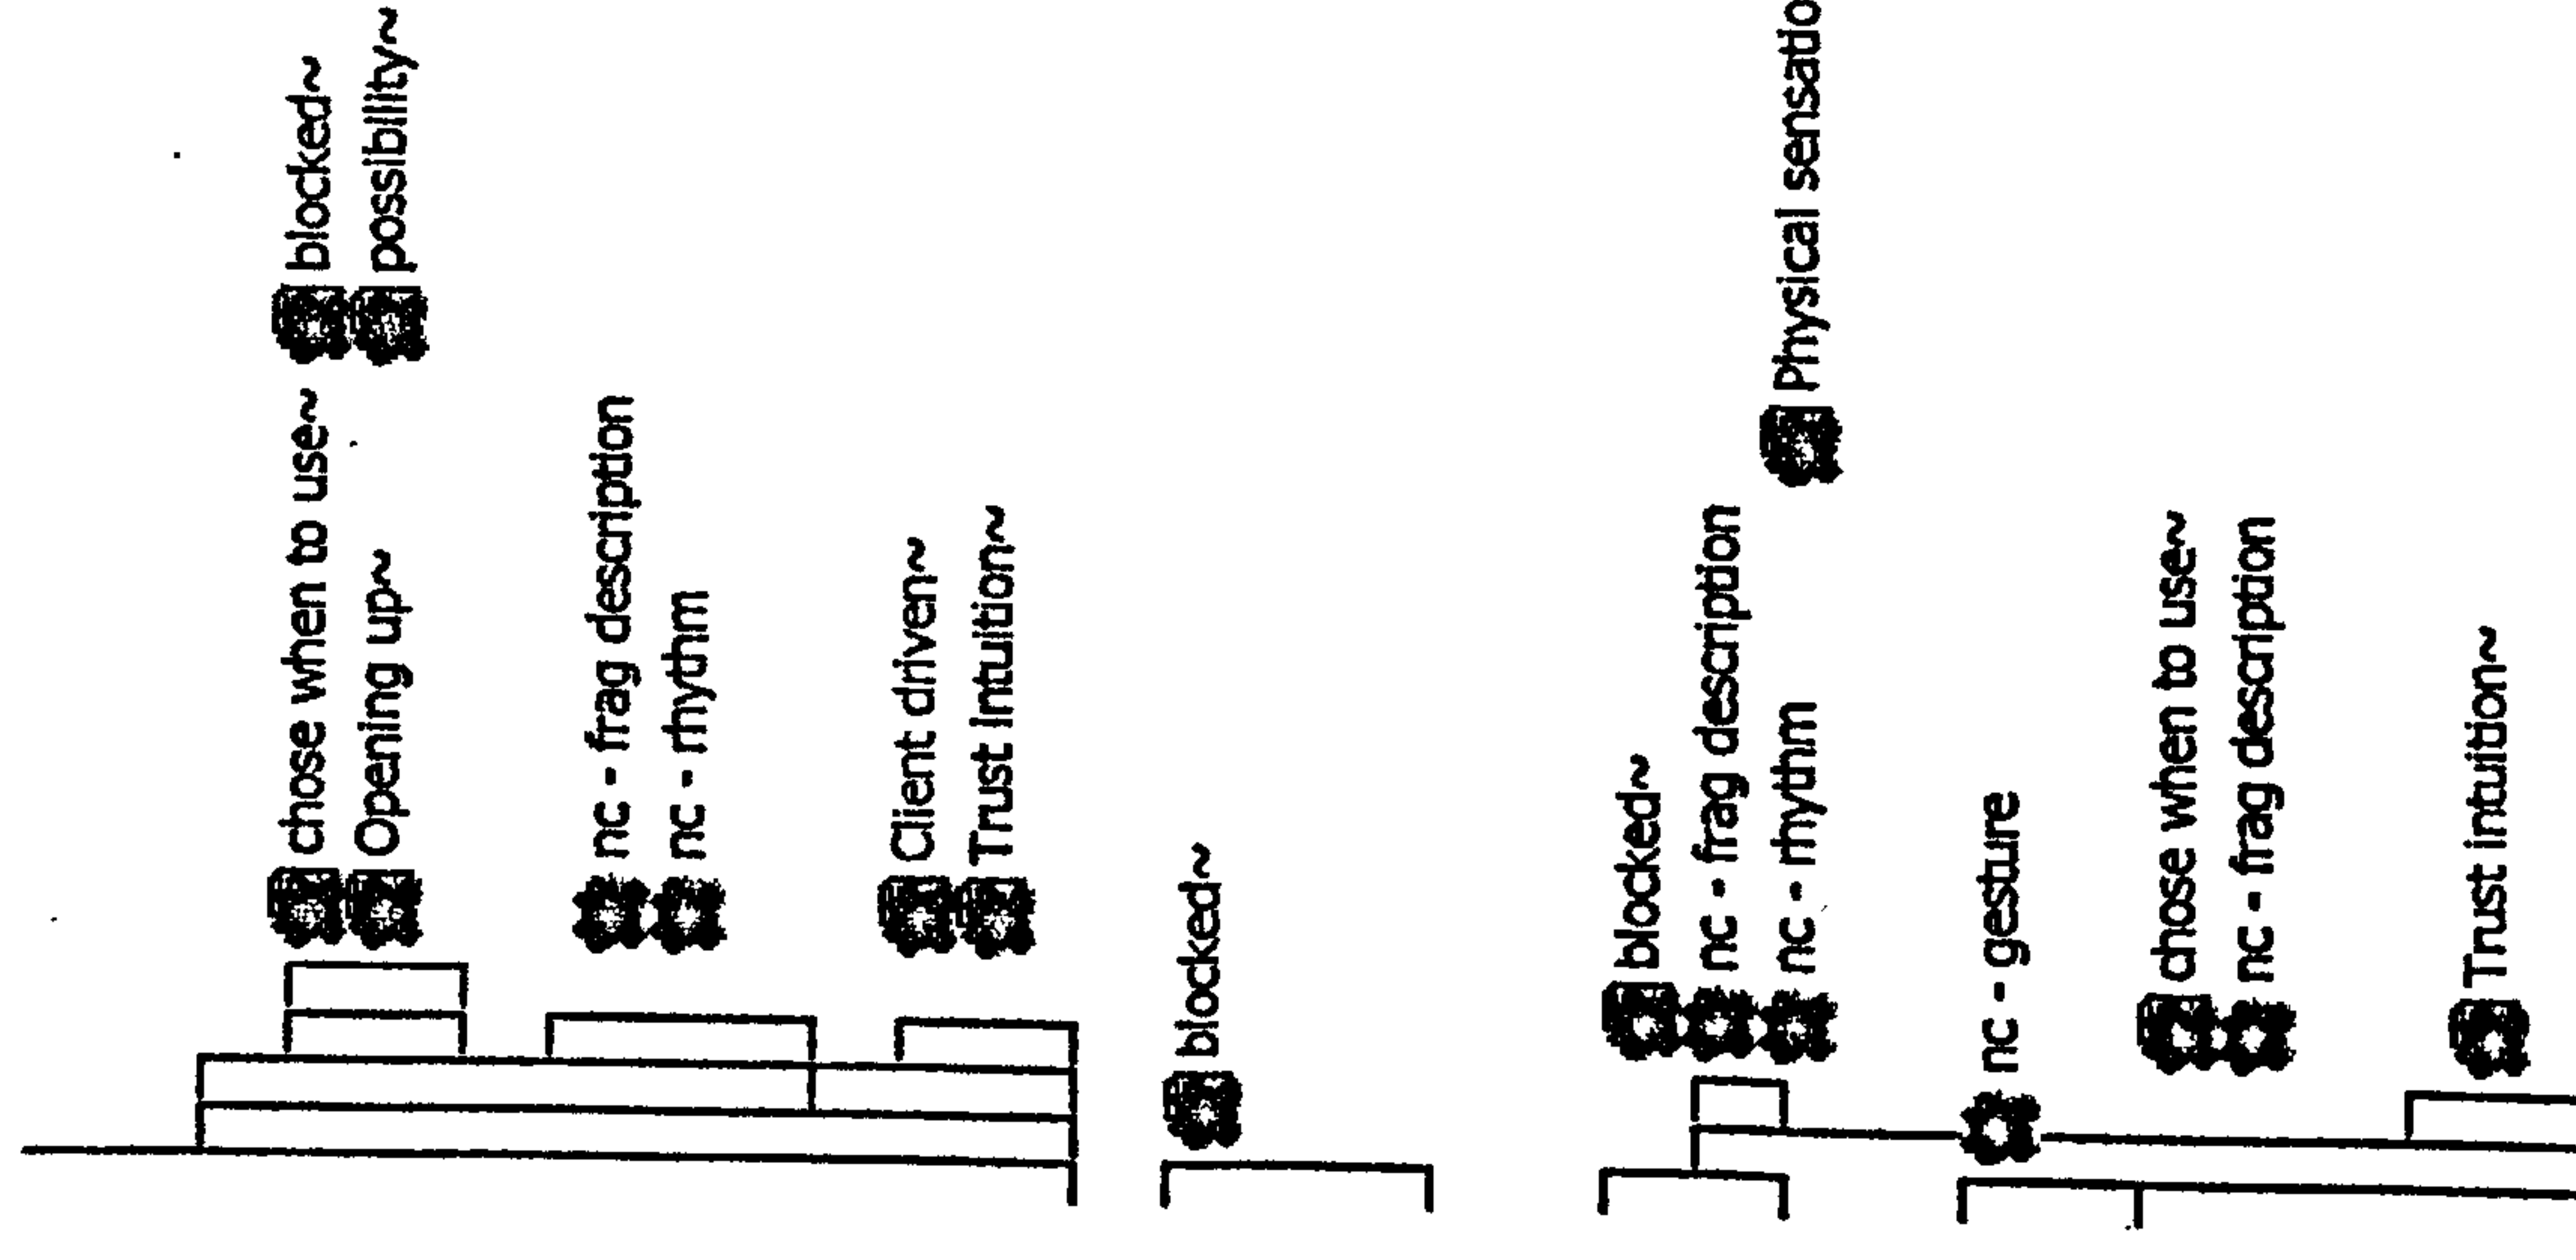 chose when to use~ blocked~
Opening up~ possibility~
nc - frag description
nc - rhythm
Client driven~
Trust Intuition~
blocked~
blocked~
nc - frag description
nc - rhythm Physical sensatio
nc - gesture
chose when to use~
nc - frag description
Trust intuition~